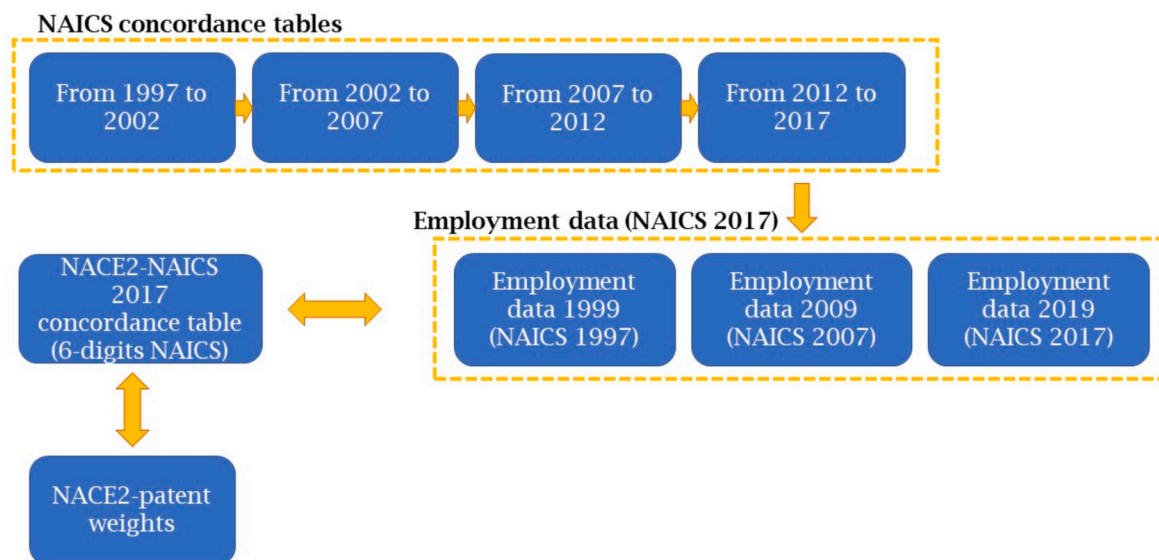 NAICS concordance tables
From 1997 to
2002
From 2002 to
2007
From 2007 to
2012
From 2012 to
2017
Employment data (NAICS 2017)
NACE2-NAICS
2017
concordance table
(6-digits NAICS)
Employment
data 1999
(NAICS 1997)
Employment
data 2009
(NAICS 2007)
Employment
data 2019
(NAICS 2017)
NACE2-patent
weights